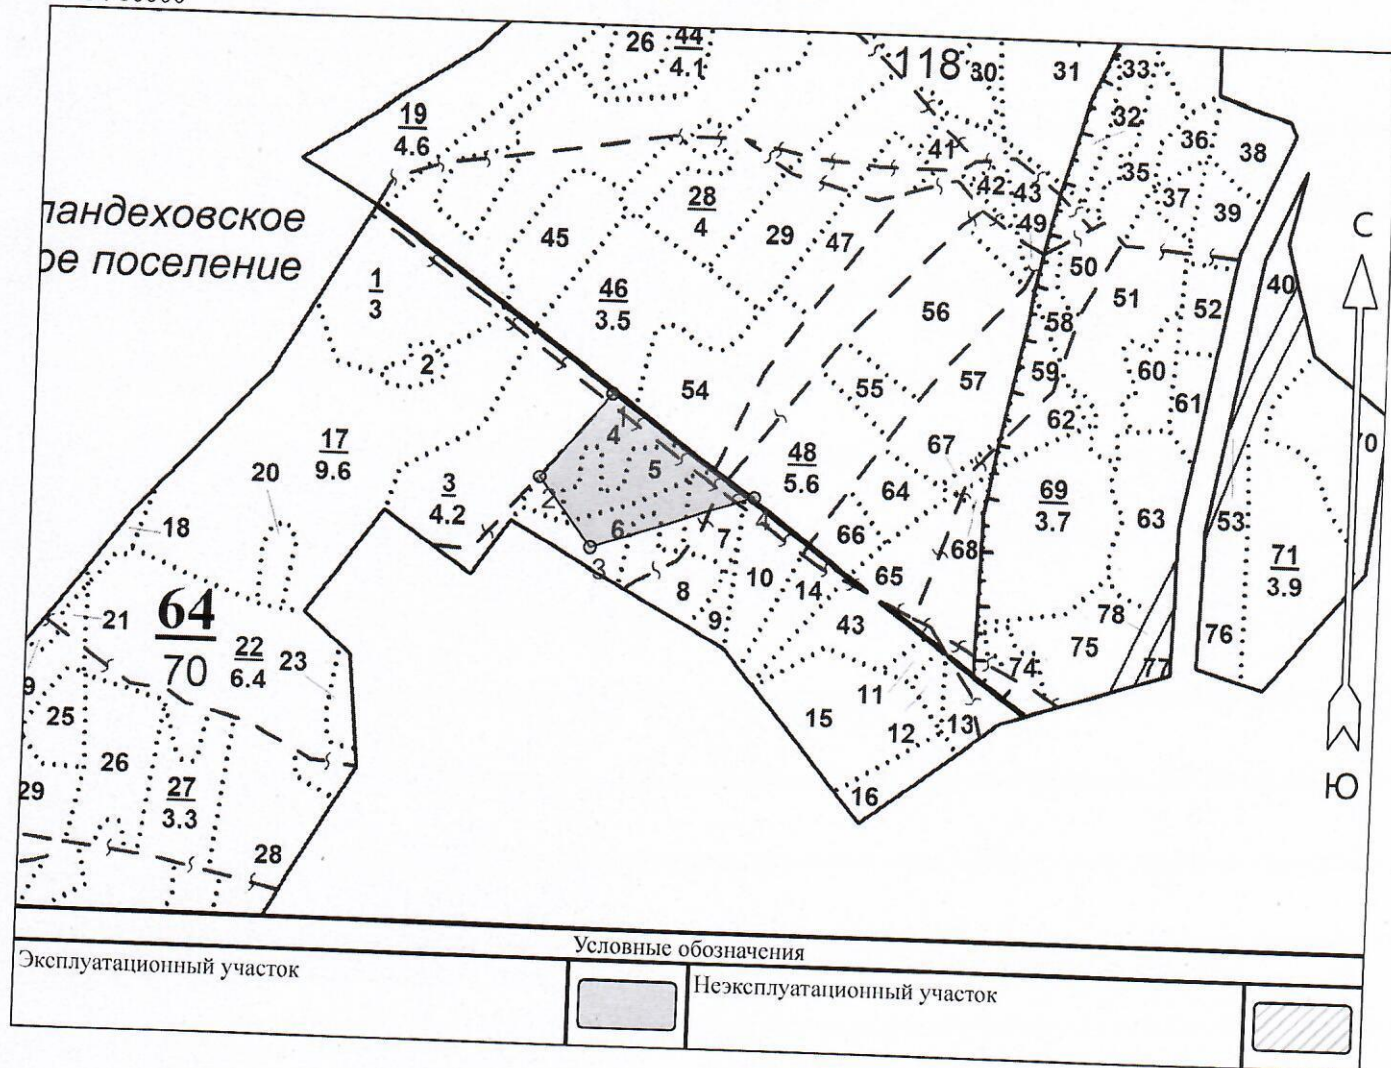 26 44 118 30 31 33
4.1
19 32 36 38
4.6 41 35
28 42 43 37 39
ландеховское 4 29 47 49
ое поселение 45 50 40
1 46 56 51 52
3 3.5 58
2 54 55 57 59 60
1 62 61
4 67
17 5 48 69 63 53
9.6 5.6 64 3.7
20 3 2 6 4
4.2 7 66 68 71
18 3 10 65 3.9
8 14 78
21 64 9 43 75 76
70 22 23 74 77
6.4 11
25 15 12 13
26
29 27 16
3.3
28
С
Ю
Условные обозначения
Эксплуатационный участок
Неэксплуатационный участок